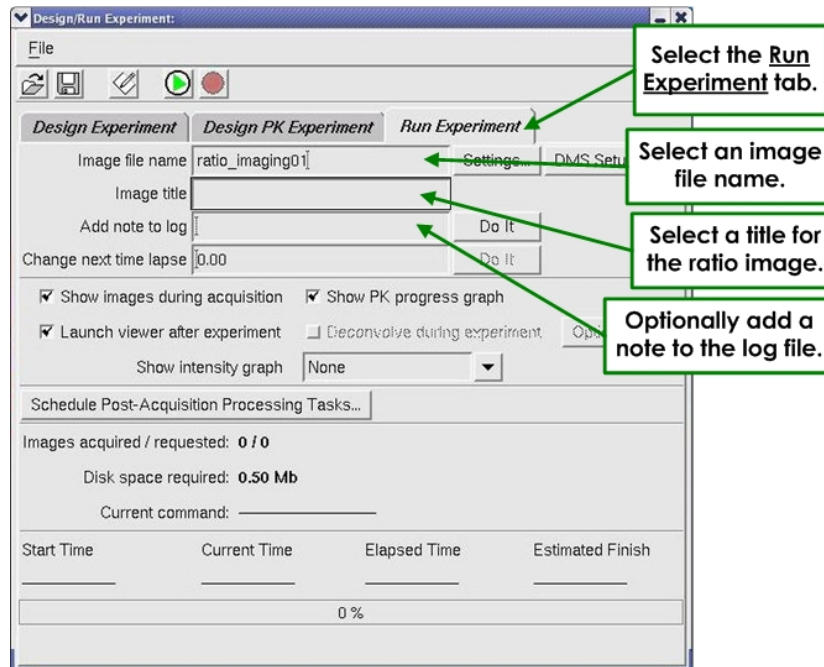 Design/Run Experiment:
File
Select the Run
Experiment tab.
Design Experiment Design PK Experiment Run Experiment
Image file name ratio_imaging01 Settings... DMS Setu
Select an image
file name.
Image title
Add note to log Do It
Select a title for
the ratio image.
Change next time lapse 0.00 Do It
Show images during acquisition Show PK progress graph
Launch viewer after experiment Deconvolve during experiment
Optionally add a
note to the log file.
Show intensity graph None
Schedule Post-Acquisition Processing Tasks...
Images acquired / requested: 0 / 0
Disk space required: 0.50 Mb
Current command:
Start Time Current Time Elapsed Time Estimated Finish
0 %